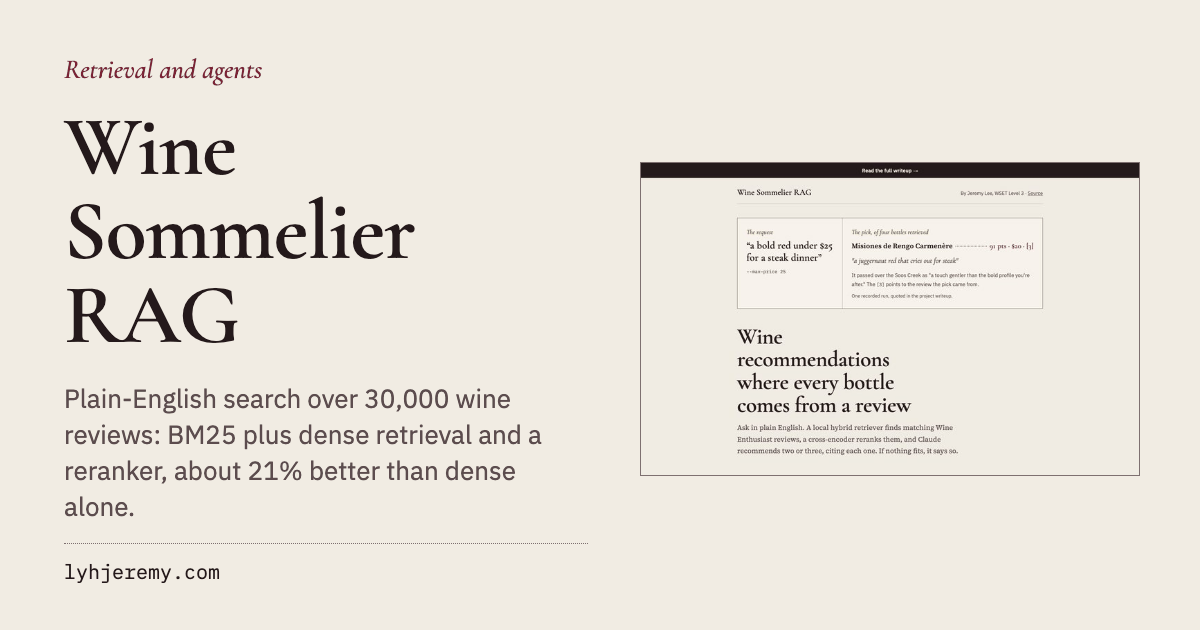 Retrieval and agents
Wine
Sommelier
RAG
Plain-English search over 30,000 wine
reviews: BM25 plus dense retrieval and a
reranker, about 21% better than dense
alone.
lyhjeremy.com
Read the full writeup →
Wine Sommelier RAG
By Jeremy Lee, WSET Level 3 · Source
The request
“a bold red under $25
for a steak dinner”
--max-price 25
The pick, of four bottles retrieved
Misiones de Rengo Carmenère 91 pts · $20 · [3]
“a juggernaut red that cries out for steak”
It passed over the Soos Creek as “a touch gentler than the bold profile you’re
after.” The [3] points to the review the pick came from.
One recorded run, quoted in the project writeup.
Wine
recommendations
where every bottle
comes from a review
Ask in plain English. A local hybrid retriever finds matching Wine
Enthusiast reviews, a cross-encoder reranks them, and Claude
recommends two or three, citing each one. If nothing fits, it says so.